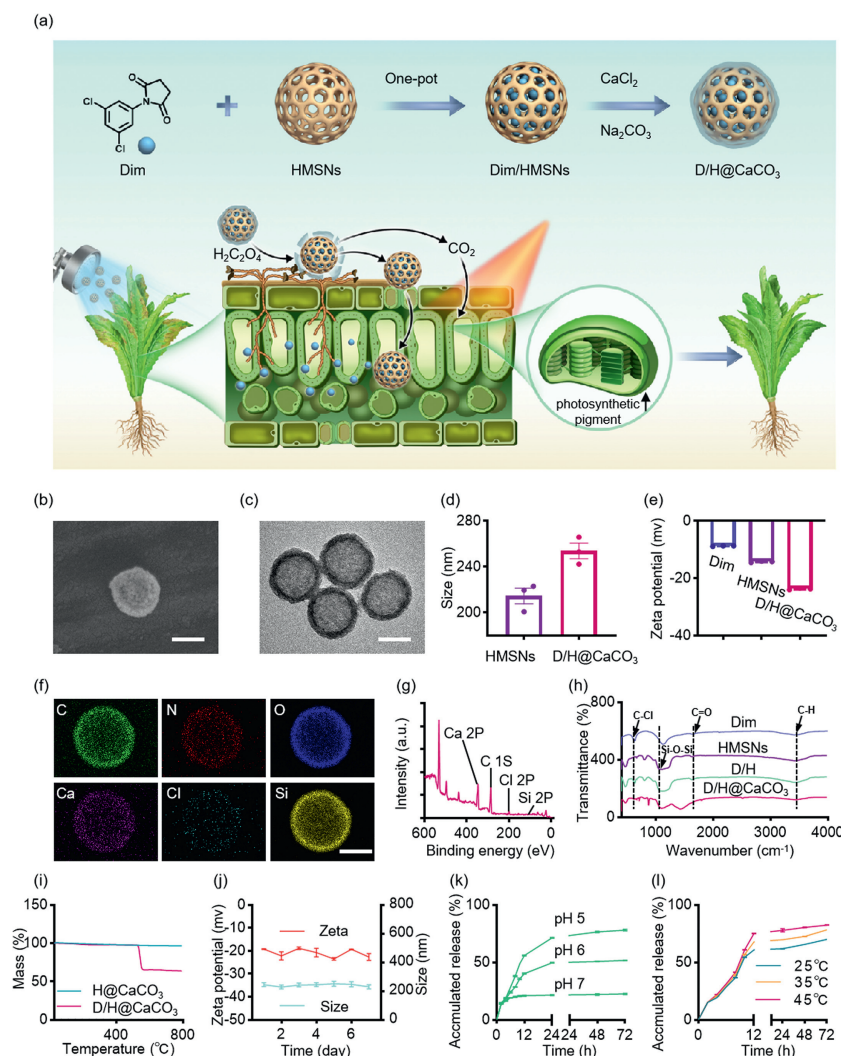 (a)
One-pot
CaCl2
Na2CO3
Cl
N
O
O
Cl
Dim
HMSNs
Dim/HMSNs
D/H@CaCO3
H2C2O4
CO2
photosynthetic
pigment
(b)
(c)
(d)
Size (nm)
280
240
200
HMSNs
D/H@CaCO3
(e)
Zeta potential (mv)
0
-20
-40
Dim
HMSNs
D/H@CaCO3
(f)
C
N
O
Ca
Cl
Si
(g)
Intensity (a.u.)
Ca 2P
C 1S
Cl 2P
Si 2P
600
400
200
0
Binding energy (eV)
(h)
Transmittance (%)
800
400
0
C-Cl
Si-O-Si
C=O
C-H
Dim
HMSNs
D/H
D/H@CaCO3
1000
2000
3000
4000
Wavenumber (cm-1)
(i)
Mass (%)
150
100
50
0
H@CaCO3
D/H@CaCO3
400
800
Temperature (℃)
(j)
Zeta potential (mv)
0
-10
-20
-30
-40
-50
Zeta
Size
800
600
400
200
0
Size (nm)
2
4
6
Time (day)
(k)
Accumulated release (%)
100
50
0
pH 5
pH 6
pH 7
0
12
24
24
48
72
Time (h)
(l)
Accumulated release (%)
100
50
0
25℃
35℃
45℃
0
12
24
48
72
Time (h)